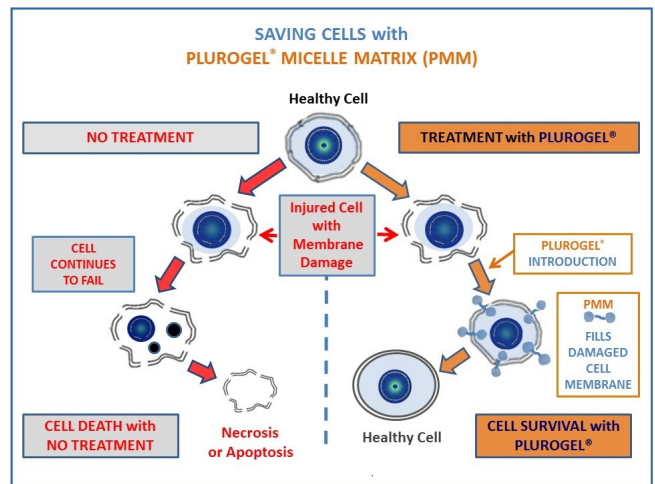 SAVING CELLS with
PLUROGEL® MICELLE MATRIX (PMM)
Healthy Cell
NO TREATMENT
TREATMENT with PLUROGEL®
Injured Cell
with
Membrane
Damage
CELL
CONTINUES
TO FAIL
PLUROGEL®
INTRODUCTION
PMM
FILLS
DAMAGED
CELL
MEMBRANE
CELL DEATH with
NO TREATMENT
Necrosis
or Apoptosis
Healthy Cell
CELL SURVIVAL with
PLUROGEL®